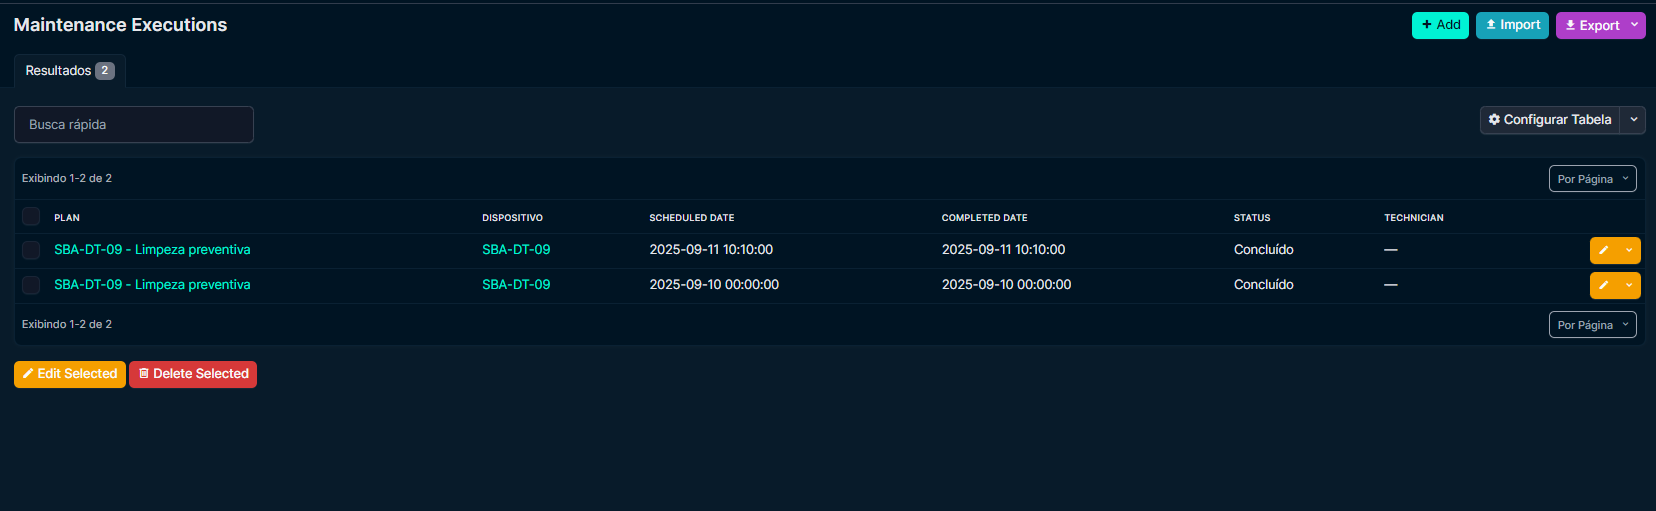 Maintenance Executions
Add Import Export
Resultados 2
Busca rápida
Configurar Tabela
Exibindo 1-2 de 2
Por Página
PLAN DISPOSITIVO SCHEDULED DATE COMPLETED DATE STATUS TECHNICIAN
SBA-DT-09 - Limpeza preventiva SBA-DT-09 2025-09-11 10:10:00 2025-09-11 10:10:00 Concluído —
SBA-DT-09 - Limpeza preventiva SBA-DT-09 2025-09-10 00:00:00 2025-09-10 00:00:00 Concluído —
Exibindo 1-2 de 2
Por Página
Edit Selected Delete Selected